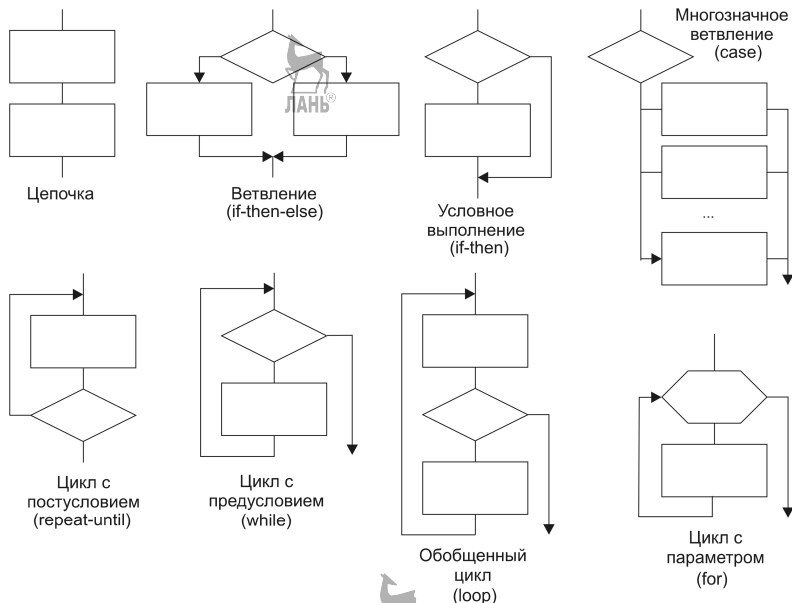 Многозначное
ветвление
(case)
ЛАНЬ®
Цепочка
Ветвление
(if-then-else)
Условное
выполнение
(if-then)
...
Цикл с
постусловием
(repeat-until)
Цикл с
предусловием
(while)
Обобщенный
цикл
(loop)
Цикл с
параметром
(for)